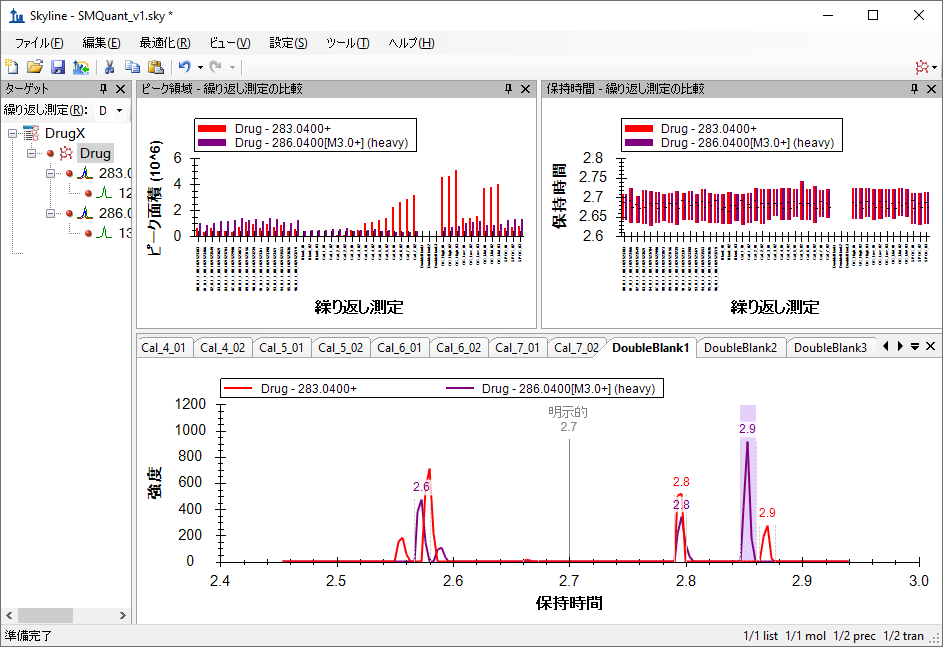 Skyline - SMQuant_v1.sky *
ファイル(F) 編集(E) 最適化(R) ビュー(V) 設定(S) ツール(T) ヘルプ(H)
ターゲット
繰り返し測定(R): D
DrugX
Drug
283.0
12
286.0
13
ピーク領域 - 繰り返し測定の比較
Drug - 283.0400+
Drug - 286.0400[M3.0+] (heavy)
ピーク面積 (10^6)
6
4
2
0
繰り返し測定
保持時間 - 繰り返し測定の比較
Drug - 283.0400+
Drug - 286.0400[M3.0+] (heavy)
保持時間
2.8
2.75
2.7
2.65
2.6
繰り返し測定
Cal_4_01 Cal_4_02 Cal_5_01 Cal_5_02 Cal_6_01 Cal_6_02 Cal_7_01 Cal_7_02 DoubleBlank1 DoubleBlank2 DoubleBlank3
Drug - 283.0400+ Drug - 286.0400[M3.0+] (heavy)
強度
1200
1000
800
600
400
200
0
明示的
2.7
2.6
2.8
2.8
2.9
2.9
2.4 2.5 2.6 2.7 2.8 2.9 3.0
保持時間
準備完了
1/1 list 1/1 mol 1/2 prec 1/2 tran